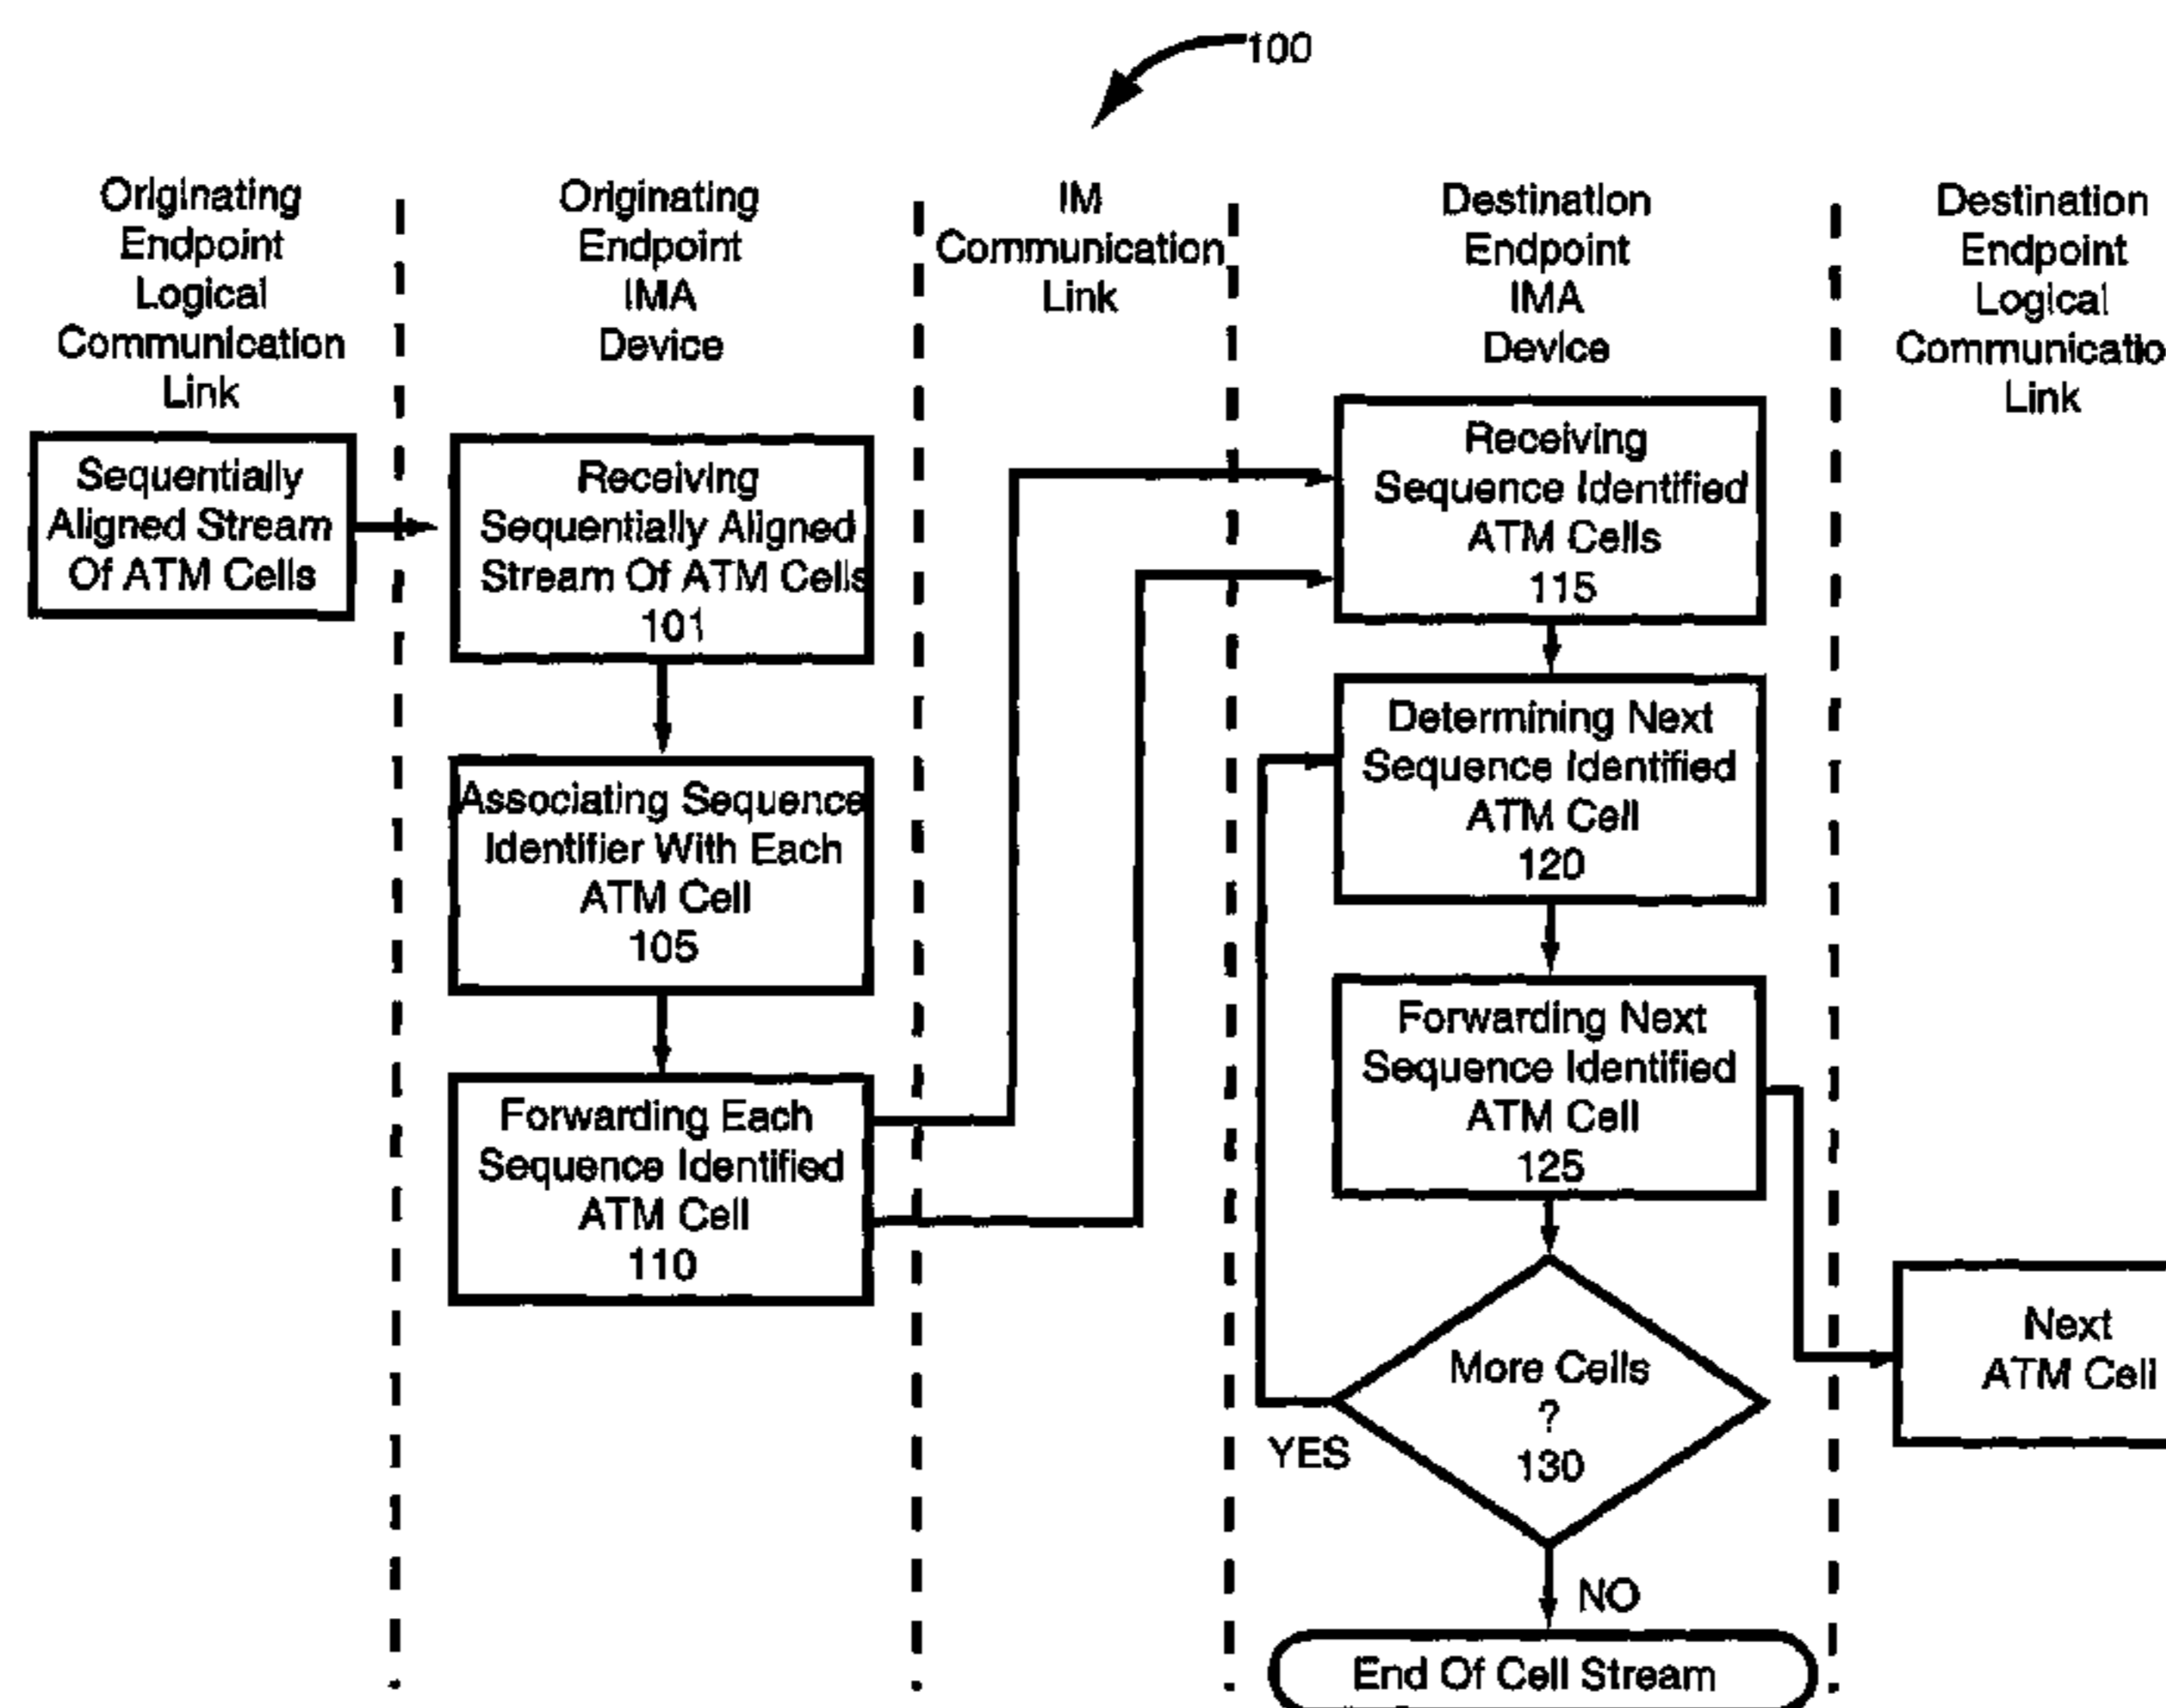 100
Originating
Endpoint
Logical
Communication
Link
Originating
Endpoint
IMA
Device
IM
Communication
Link
Destination
Endpoint
IMA
Device
Destination
Endpoint
Logical
Communicatio
Link
Sequentially
Aligned Stream
Of ATM Cells
Receiving
Sequentially Aligned
Stream Of ATM Cells
101
Associating Sequence
Identifier With Each
ATM Cell
105
Forwarding Each
Sequence Identified
ATM Cell
110
Receiving
Sequence Identified
ATM Cells
115
Determining Next
Sequence Identified
ATM Cell
120
Forwarding Next
Sequence Identified
ATM Cell
125
More Cells
?
130
YES
NO
End Of Cell Stream
Next
ATM Cell